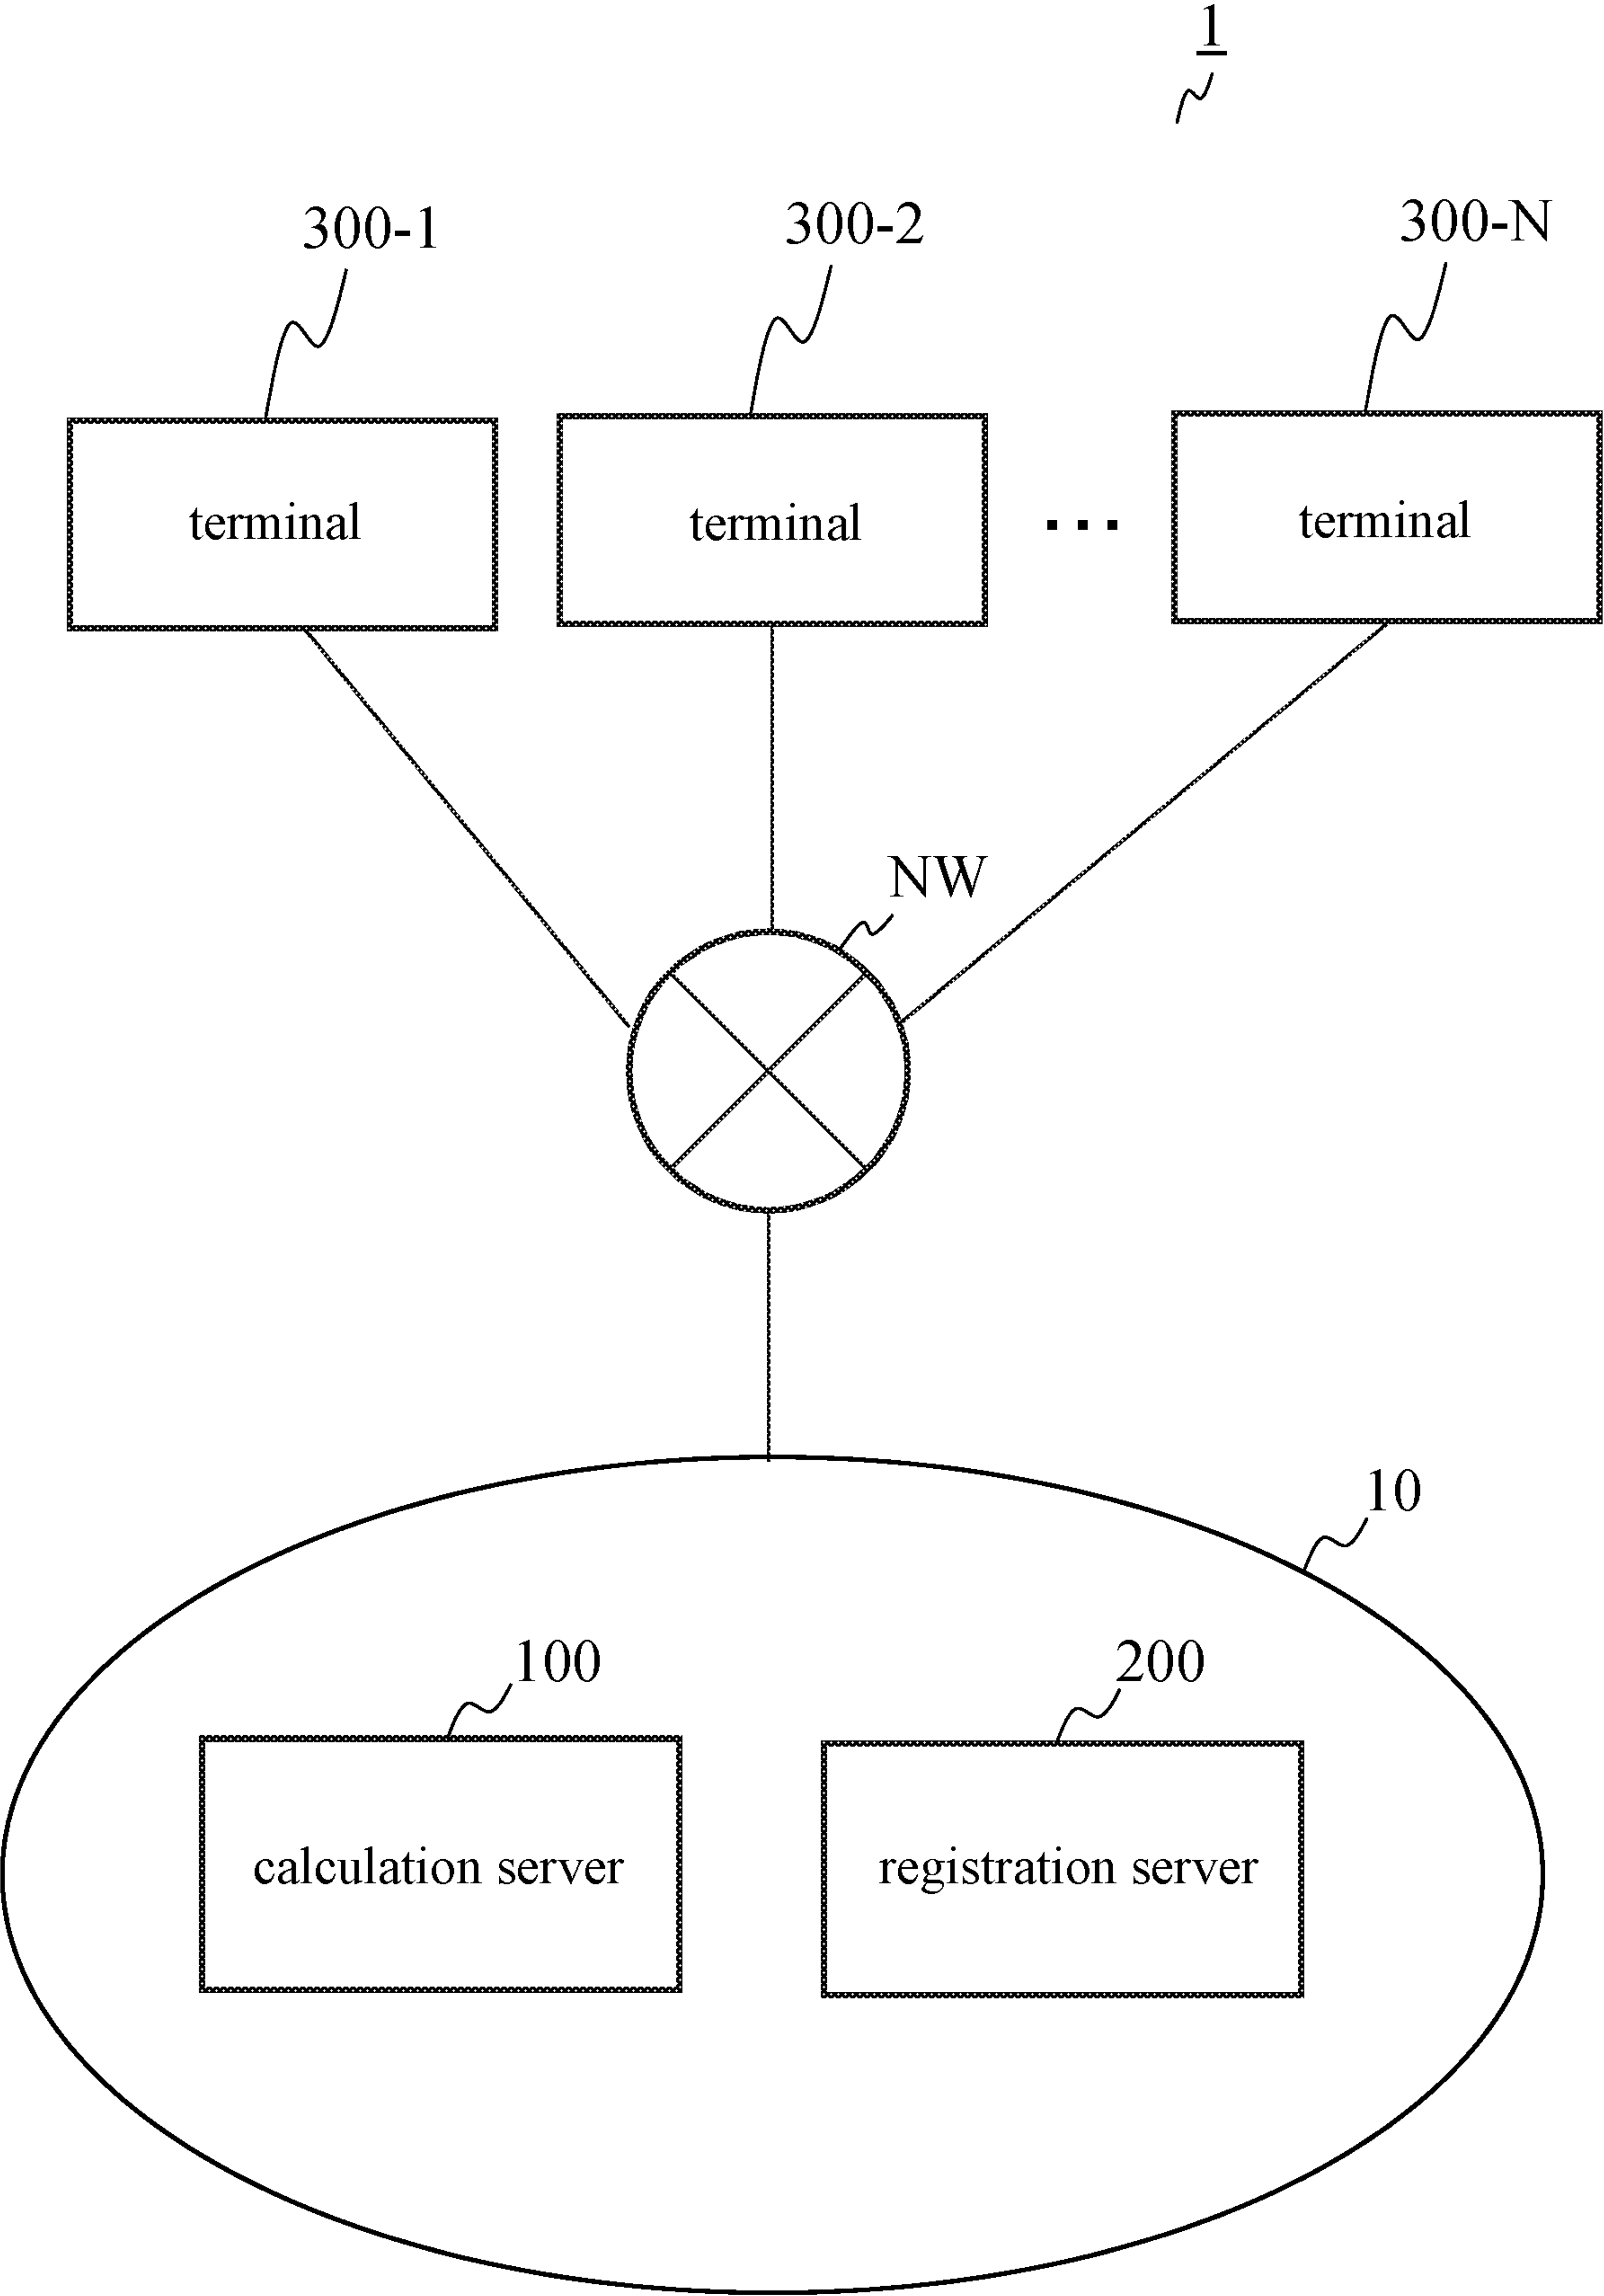 1
300-1
300-2
300-N
terminal
terminal
...
terminal
NW
10
100
200
calculation server
registration server